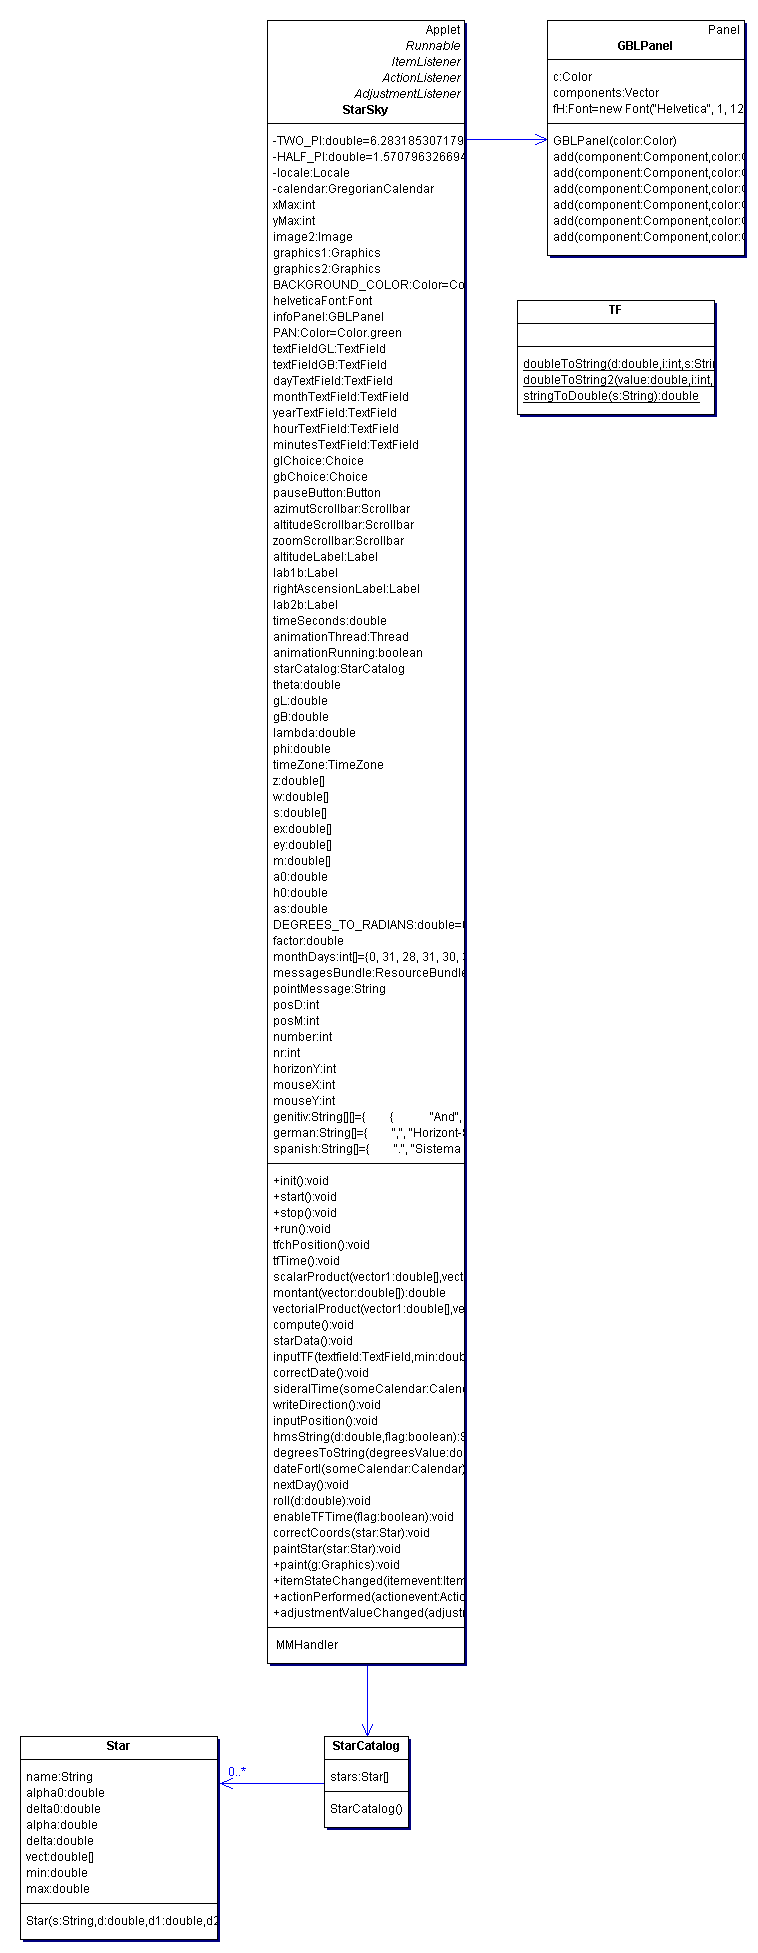 Applet
Runnable
ItemListener
ActionListener
AdjustmentListener
StarSky
-TWO_PI:double=6.283185307179
-HALF_PI:double=1.570796326694
-locale:Locale
-calendar:GregorianCalendar
xMax:int
yMax:int
image2:Image
graphics1:Graphics
graphics2:Graphics
BACKGROUND_COLOR:Color=Co
helveticaFont:Font
infoPanel:GBLPanel
PAN:Color=Color.green
textFieldGL:TextField
textFieldGB:TextField
dayTextField:TextField
monthTextField:TextField
yearTextField:TextField
hourTextField:TextField
minutesTextField:TextField
glChoice:Choice
gbChoice:Choice
pauseButton:Button
azimutScrollbar:Scrollbar
altitudeScrollbar:Scrollbar
zoomScrollbar:Scrollbar
altitudeLabel:Label
lab1b:Label
rightAscensionLabel:Label
lab2b:Label
timeSeconds:double
animationThread:Thread
animationRunning:boolean
starCatalog:StarCatalog
theta:double
gL:double
gB:double
lambda:double
phi:double
timeZone:TimeZone
z:double[]
w:double[]
s:double[]
ex:double[]
ey:double[]
m:double[]
a0:double
h0:double
as:double
DEGREES_TO_RADIANS:double=
factor:double
monthDays:int[]={0, 31, 28, 31, 30,
messagesBundle:ResourceBundle
pointMessage:String
posD:int
posM:int
number:int
nr:int
horizonY:int
mouseX:int
mouseY:int
genitiv:String[][]={ { "And",
german:String[]={ ",", "Horizont-
spanish:String[]={ ".", "Sistema
+init():void
+start():void
+stop():void
+run():void
tfchPosition():void
tfTime():void
scalarProduct(vector1:double[],vect
montant(vector:double[]):double
vectorialProduct(vector1:double[],ve
compute():void
starData():void
inputTF(textfield:TextField,min:doub
correctDate():void
sideralTime(someCalendar:Calen
writeDirection():void
inputPosition():void
hmsString(d:double,flag:boolean):S
degreesToString(degreesValue:do
dateFortl(someCalendar:Calendar)
nextDay():void
roll(d:double):void
enableTFTime(flag:boolean):void
correctCoords(star:Star):void
paintStar(star:Star):void
+paint(g:Graphics):void
+itemStateChanged(itemevent:Item
+actionPerformed(actionevent:Actio
+adjustmentValueChanged(adjustm
MMHandler
Panel
GBLPanel
c:Color
components:Vector
fH:Font=new Font("Helvetica", 1, 12
GBLPanel(color:Color)
add(component:Component,color:C
add(component:Component,color:C
add(component:Component,color:C
add(component:Component,color:C
add(component:Component,color:C
add(component:Component,color:C
TF
doubleToString(d:double,i:int,s:Strin
doubleToString2(value:double,i:int,
stringToDouble(s:String):double
Star
name:String
alpha0:double
delta0:double
alpha:double
delta:double
vect:double[]
min:double
max:double
Star(s:String,d:double,d1:double,d2
0..*
StarCatalog
stars:Star[]
StarCatalog()